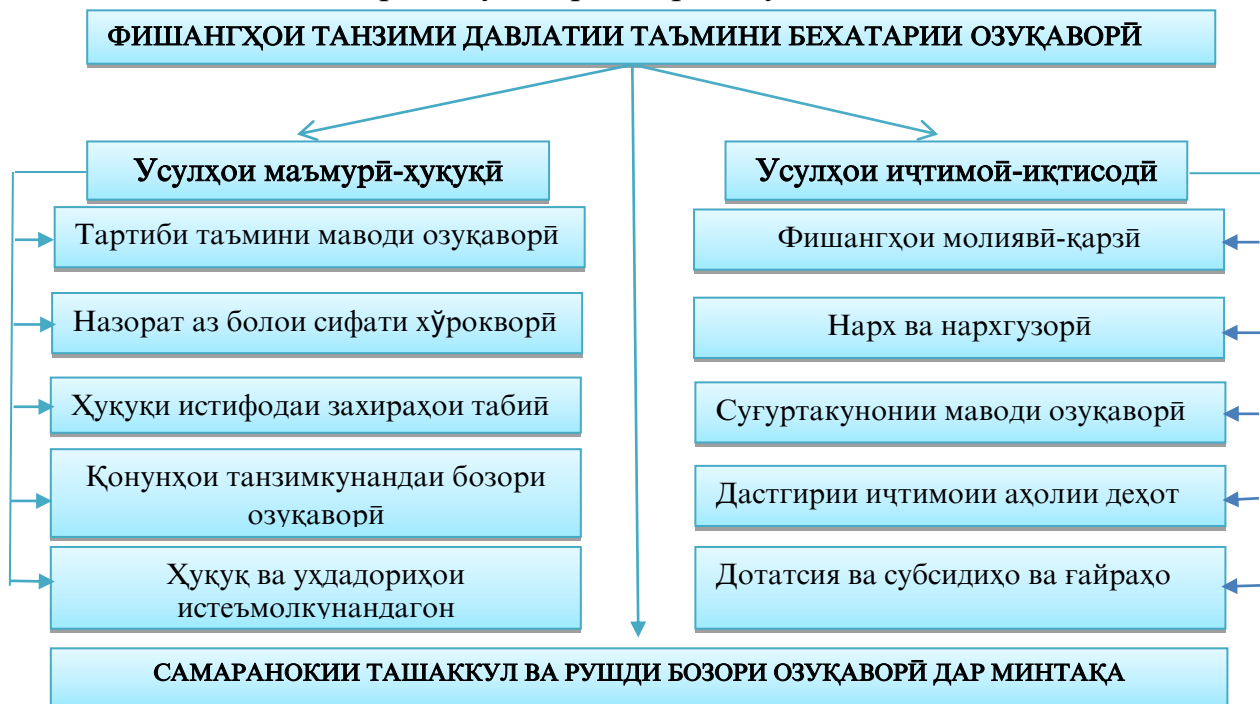 ФИШАНГҲОИ ТАНЗИМИ ДАВЛАТИИ ТАЪМИНИ БЕХАТАРИИ ОЗУҚАВОРӢ
Усулҳои маъмурӣ-ҳуқуқӣ
Тартиби таъмини маводи озуқаворӣ
Назорат аз болои сифати хӯрокворӣ
Ҳуқуқи истифодаи захираҳои табиӣ
Қонунҳои танзимкунандаи бозори
озуқаворӣ
Ҳуқуқ ва уҳдадориҳои
истеъмолкунандагон
Усулҳои иҷтимоӣ-иқтисодӣ
Фишангҳои молиявӣ-қарзӣ
Нарх ва нархгузорӣ
Суғуртакунонии маводи озуқаворӣ
Дастгирии иҷтимоии аҳолии деҳот
Дотатсия ва субсидиҳо ва ғайраҳо
САМАРАНОКИИ ТАШАККУЛ ВА РУШДИ БОЗОРИ ОЗУҚАВОРӢ ДАР МИНТАҚА